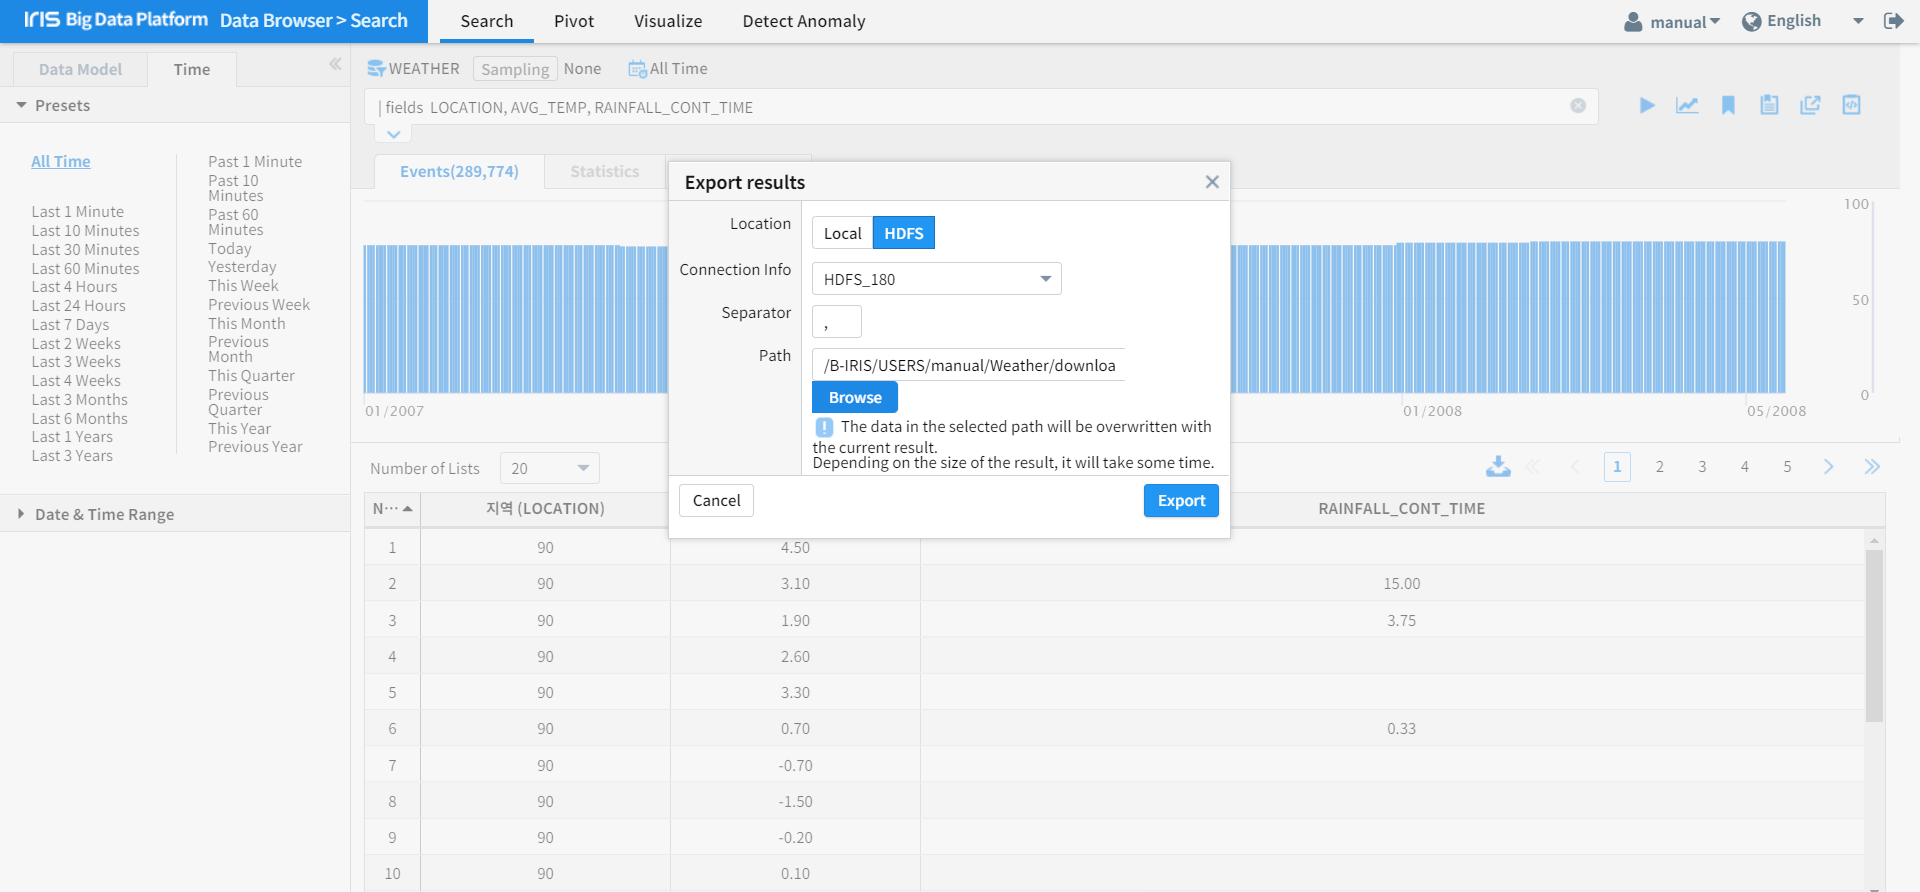 IRIS Big Data Platform Data Browser > Search
Search Pivot Visualize Detect Anomaly
manual English
Data Model Time
Presets
All Time
Last 1 Minute
Last 10 Minutes
Last 30 Minutes
Last 60 Minutes
Last 4 Hours
Last 24 Hours
Last 7 Days
Last 2 Weeks
Last 3 Weeks
Last 4 Weeks
Last 3 Months
Last 6 Months
Last 1 Years
Last 3 Years
Past 1 Minute
Past 10
Minutes
Past 60
Minutes
Today
Yesterday
This Week
Previous Week
This Month
Previous
Month
This Quarter
Previous
Quarter
This Year
Previous Year
Date & Time Range
WEATHER Sampling None All Time
| fields LOCATION, AVG_TEMP, RAINFALL_CONT_TIME
Events(289,774) Statistics
100
50
0
01/2007 01/2008 05/2008
Export results
Location Local HDFS
Connection Info HDFS_180
Separator ,
Path /B-IRIS/USERS/manual/Weather/downloa
Browse
! The data in the selected path will be overwritten with
the current result.
Depending on the size of the result, it will take some time.
Cancel Export
Number of Lists 20 1 2 3 4 5
N··· 지역 (LOCATION) RAINFALL_CONT_TIME
1 90 4.50
2 90 3.10 15.00
3 90 1.90 3.75
4 90 2.60
5 90 3.30
6 90 0.70 0.33
7 90 -0.70
8 90 -1.50
9 90 -0.20
10 90 0.10